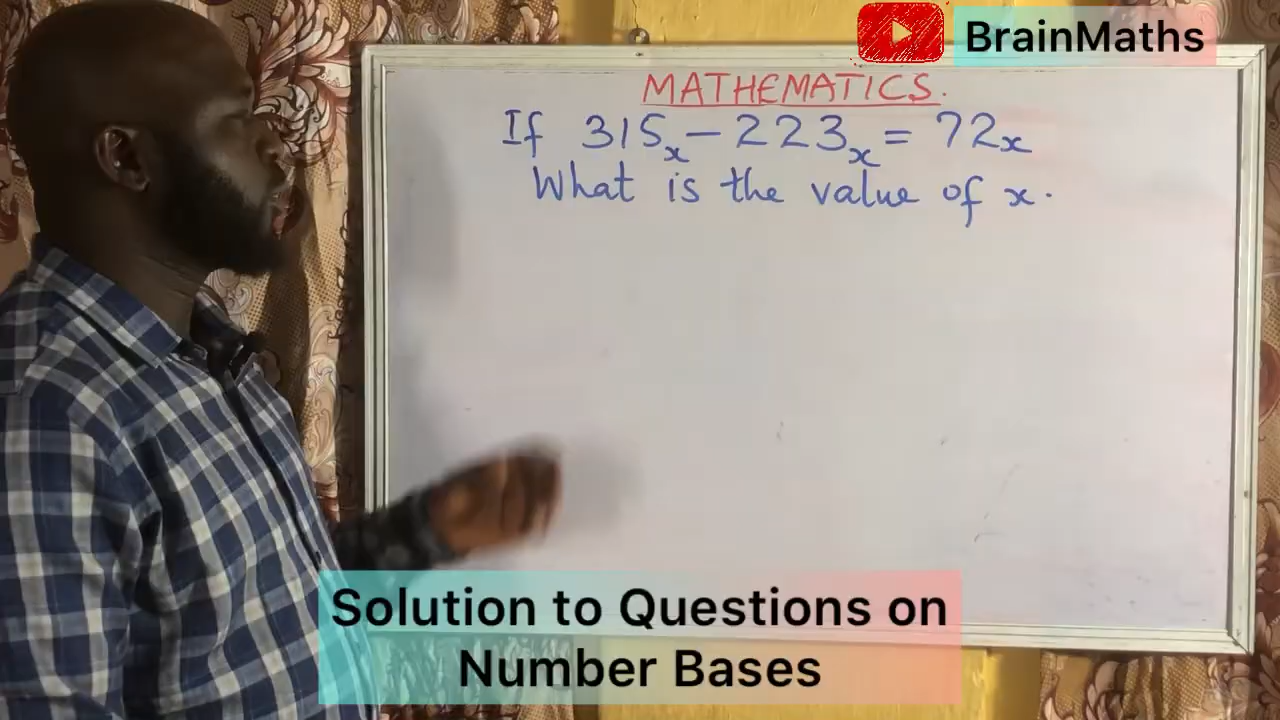 BrainMaths
MATHEMATICS.
If 315ₓ - 223ₓ = 72ₓ
What is the value of x.
Solution to Questions on
Number Bases